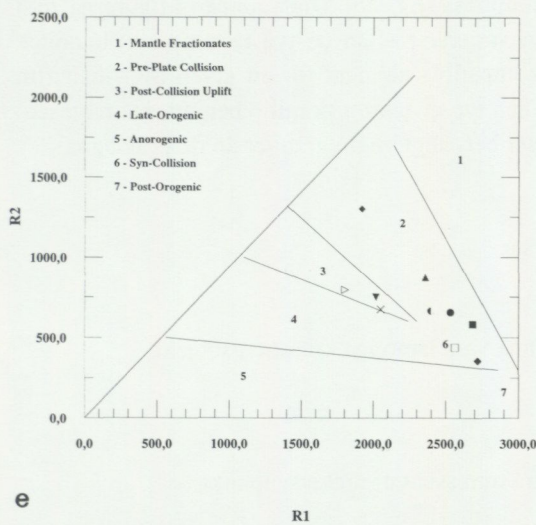 2500,0
1 - Mantle Fractionates
2 - Pre-Plate Collision
3 - Post-Collision Uplift
2000,0
4 - Late-Orogenic
5 - Anorogenic
6 - Syn-Collision
7 - Post-Orogenic
1
1500,0
R2
2
1000,0
3
4
500,0
6
5
7
0,0
0,0
500,0
1000,0
1500,0
2000,0
2500,0
3000,0
e
R1